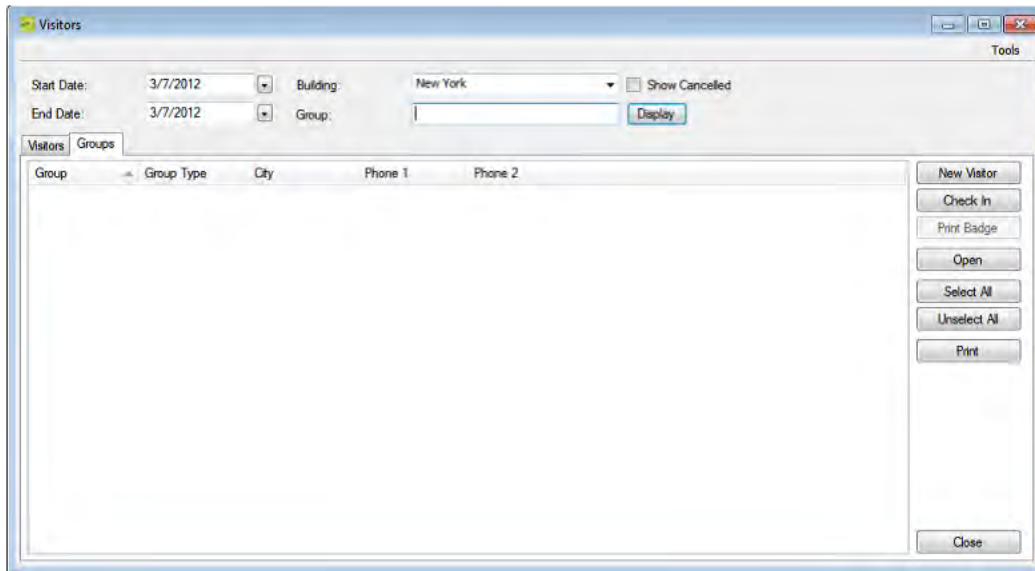 Visitors
Tools
Start Date: 3/7/2012 Building: New York Show Cancelled
End Date: 3/7/2012 Group: Display
Visitors Groups
Group Group Type City Phone 1 Phone 2
New Visitor
Check In
Print Badge
Open
Select All
Unselect All
Print
Close